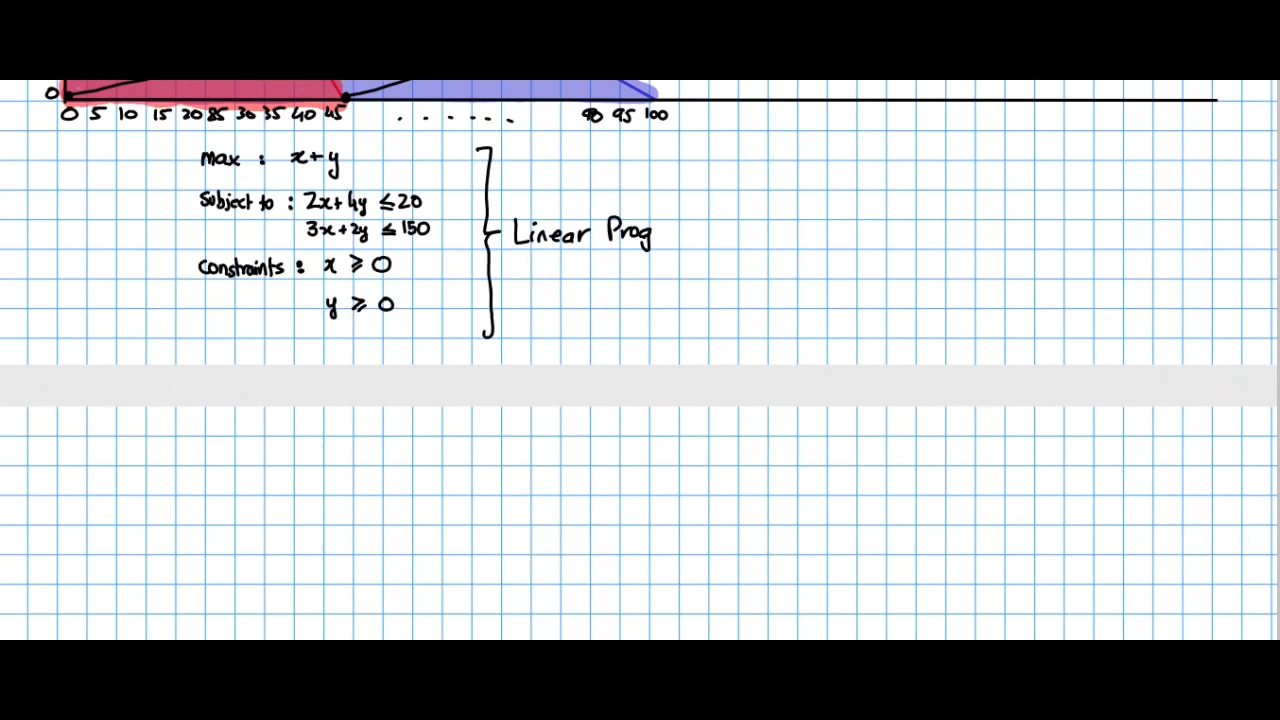 0
0 5 10 15 20 25 30 35 40 45 . . . . . . 90 95 100
Max : x+y
Subject to : 2x+4y ≤ 20
3x+2y ≤ 150
Constraints : x ≥ 0
y ≥ 0
Linear Prog